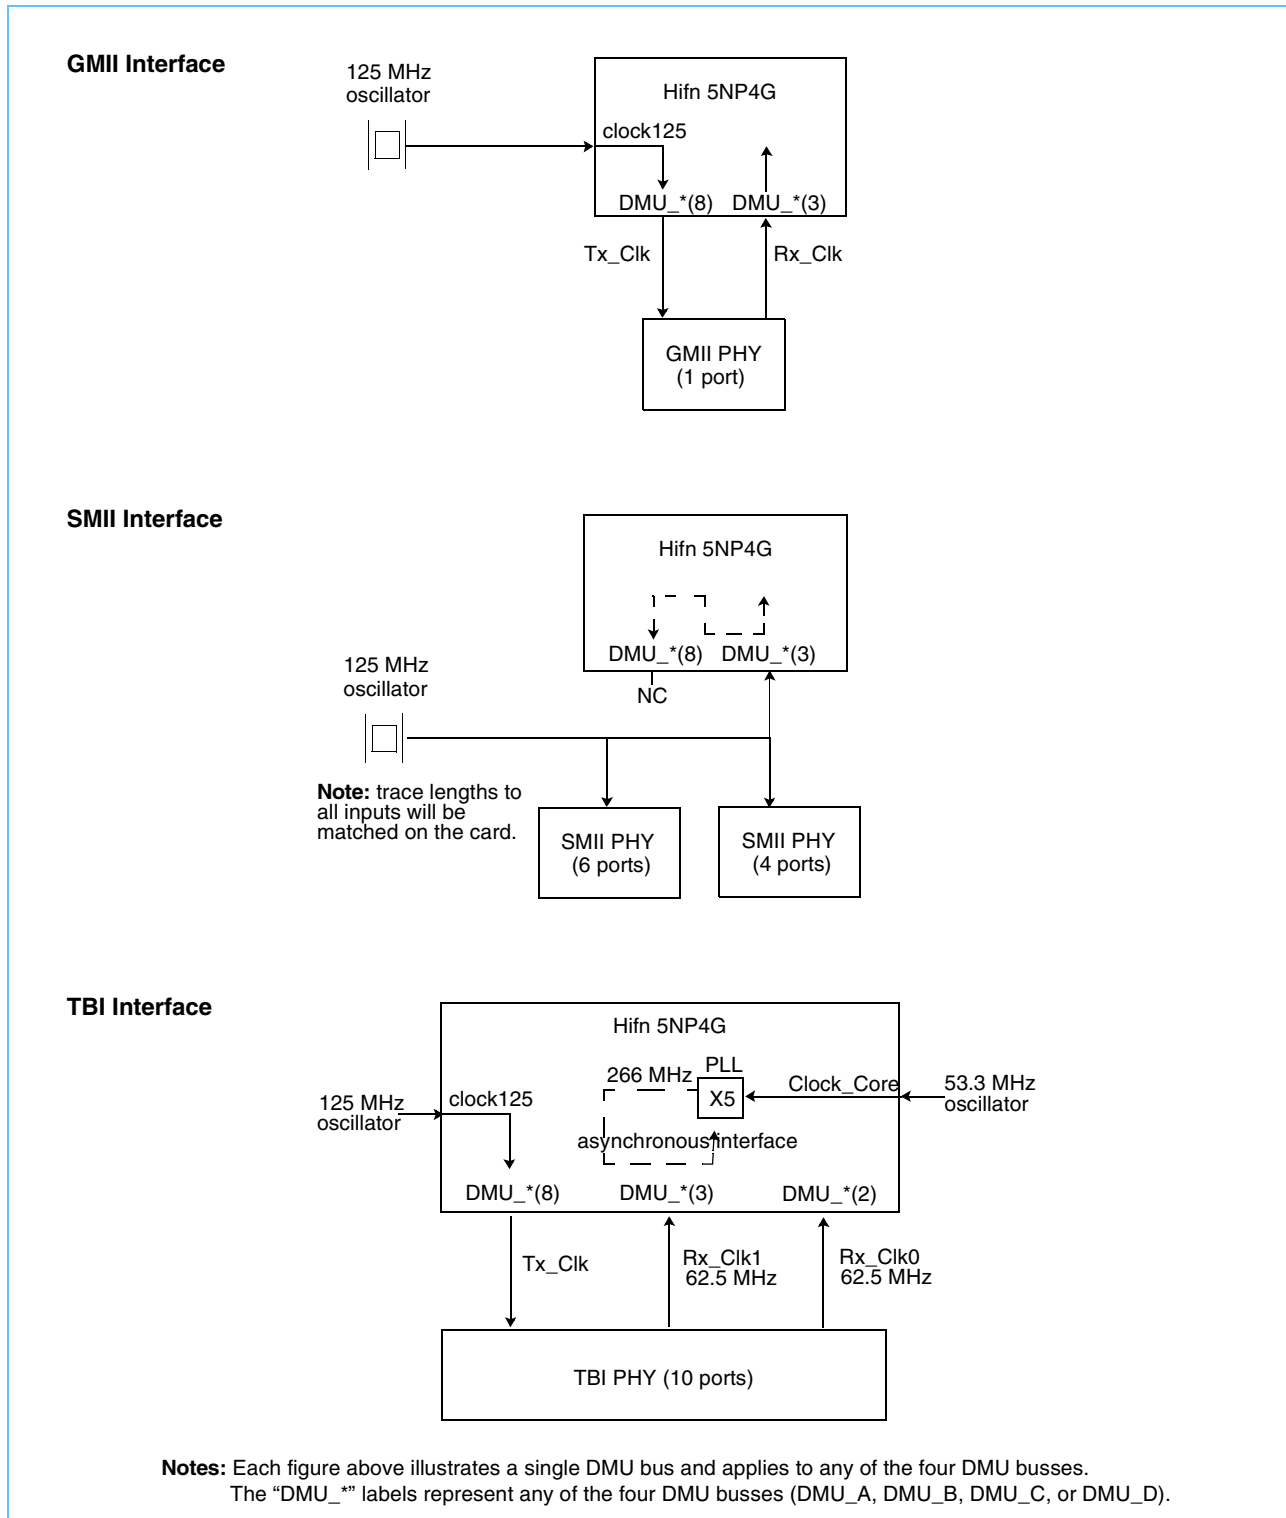 GMII Interface
125 MHz
oscillator
Hifn 5NP4G
clock125
DMU_*(8) DMU_*(3)
Tx_Clk
Rx_Clk
GMII PHY
(1 port)
SMII Interface
Hifn 5NP4G
DMU_*(8) DMU_*(3)
NC
125 MHz
oscillator
Note: trace lengths to
all inputs will be
matched on the card.
SMII PHY
(6 ports)
SMII PHY
(4 ports)
TBI Interface
Hifn 5NP4G
PLL
266 MHz
X5
Clock_Core
53.3 MHz
oscillator
125 MHz
oscillator
clock125
asynchronous interface
DMU_*(8)
DMU_*(3)
DMU_*(2)
Tx_Clk
Rx_Clk1
62.5 MHz
Rx_Clk0
62.5 MHz
TBI PHY (10 ports)
Notes: Each figure above illustrates a single DMU bus and applies to any of the four DMU busses.
The “DMU_*” labels represent any of the four DMU busses (DMU_A, DMU_B, DMU_C, or DMU_D).